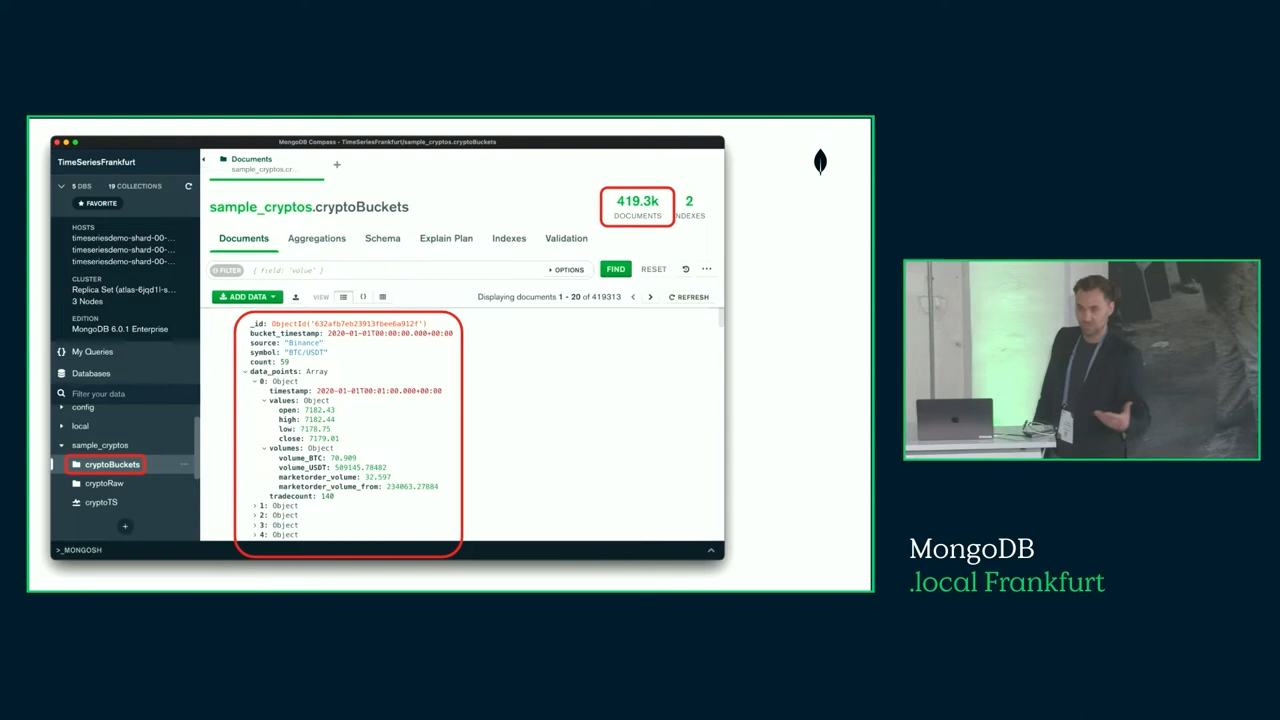 MongoDB Compass - TimeSeriesFrankfurt/sample_cryptos.cryptoBuckets
TimeSeriesFrankfurt
5 DBS 19 COLLECTIONS
★ FAVORITE
HOSTS
timeseriesdemo-shard-00-...
timeseriesdemo-shard-00-...
timeseriesdemo-shard-00-...
CLUSTER
Replica Set (atlas-6jqd1l-s...
3 Nodes
EDITION
MongoDB 6.0.1 Enterprise
{} My Queries
Databases
Filter your data
config
local
sample_cryptos
cryptoBuckets ...
cryptoRaw
cryptoTS
+
>_MONGOSH
Documents
sample_cryptos.cr...
+
sample_cryptos.cryptoBuckets
419.3k
DOCUMENTS
2
INDEXES
Documents Aggregations Schema Explain Plan Indexes Validation
FILTER { field: 'value' } OPTIONS FIND RESET ...
ADD DATA VIEW {} Displaying documents 1 - 20 of 419313 < > REFRESH
_id: ObjectId('632afb7eb23913fbee6a912f')
bucket_timestamp: 2020-01-01T00:00:00.000+00:00
source: "Binance"
symbol: "BTC/USDT"
count: 59
data_points: Array
0: Object
timestamp: 2020-01-01T00:01:00.000+00:00
values: Object
open: 7182.43
high: 7182.44
low: 7178.75
close: 7179.01
volumes: Object
volume_BTC: 70.909
volume_USDT: 509145.78482
marketorder_volume: 32.597
marketorder_volume_from: 234063.27884
tradecount: 140
1: Object
2: Object
3: Object
4: Object
MongoDB
.local Frankfurt